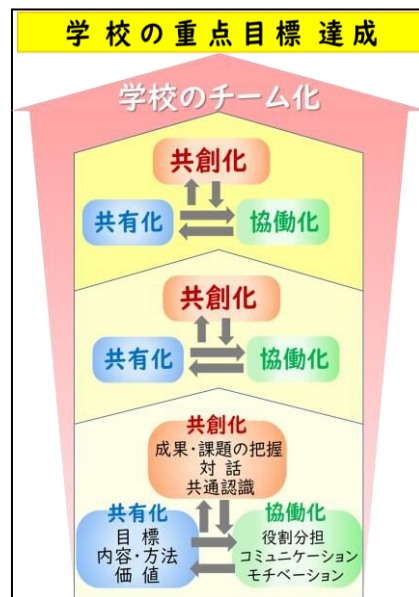 学校の重点目標 達成
学校のチーム化
共創化
共有化
協働化
共創化
共有化
協働化
共創化
成果・課題の把握
対 話
共通認識
共有化
目 標
内容・方法
価 値
協働化
役割分担
コミュニケーション
モチベーション